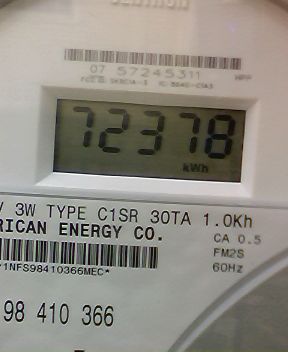 07 57245311
72378
kWh
V 3W TYPE C1SR 30TA 1.0Kh
RICAN ENERGY CO.
CA 0.5
FM2S
*1NFS98410366MEC*
60Hz
98 410 366